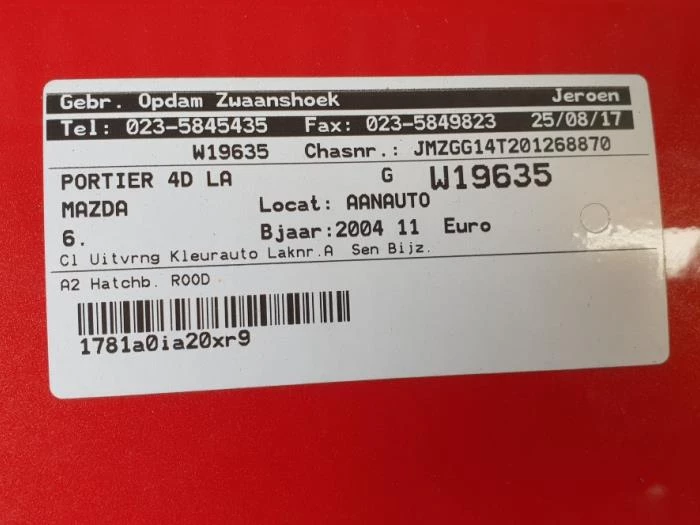 Gebr. Opdam Zwaanshoek Jeroen
Tel: 023-5845435 Fax: 023-5849823 25/08/17
W19635 Chasnr.: JMZGG14T201268870
PORTIER 4D LA G W19635
MAZDA Locat: AANAUTO
6. Bjaar:2004 11 Euro
Cl Uitvrng Kleurauto Laknr.A Sen Bijz.
A2 Hatchb. ROOD
1781a0ia20xr9